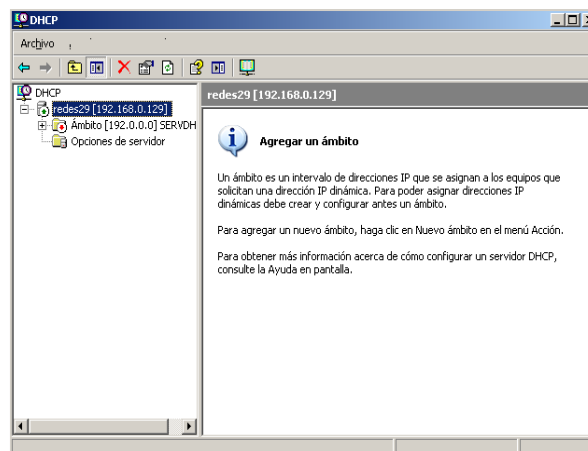 DHCP
Archivo
DHCP
redes29 [192.168.0.129]
Ámbito [192.0.0.0] SERVDH
Opciones de servidor
redes29 [192.168.0.129]
Agregar un ámbito
Un ámbito es un intervalo de direcciones IP que se asignan a los equipos que
solicitan una dirección IP dinámica. Para poder asignar direcciones IP
dinámicas debe crear y configurar antes un ámbito.
Para agregar un nuevo ámbito, haga clic en Nuevo ámbito en el menú Acción.
Para obtener más información acerca de cómo configurar un servidor DHCP,
consulte la Ayuda en pantalla.